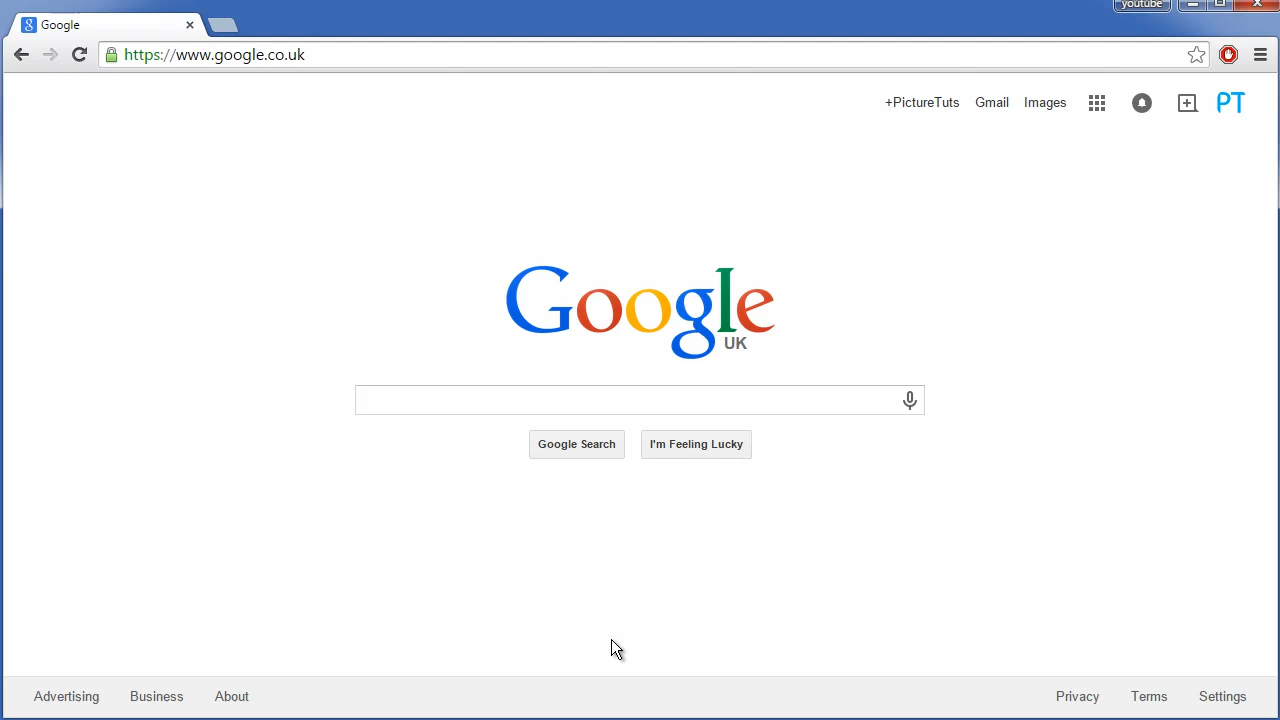 youtube
Google
https://www.google.co.uk
+PictureTuts Gmail Images PT
Google
UK
Google Search I'm Feeling Lucky
Advertising Business About Privacy Terms Settings